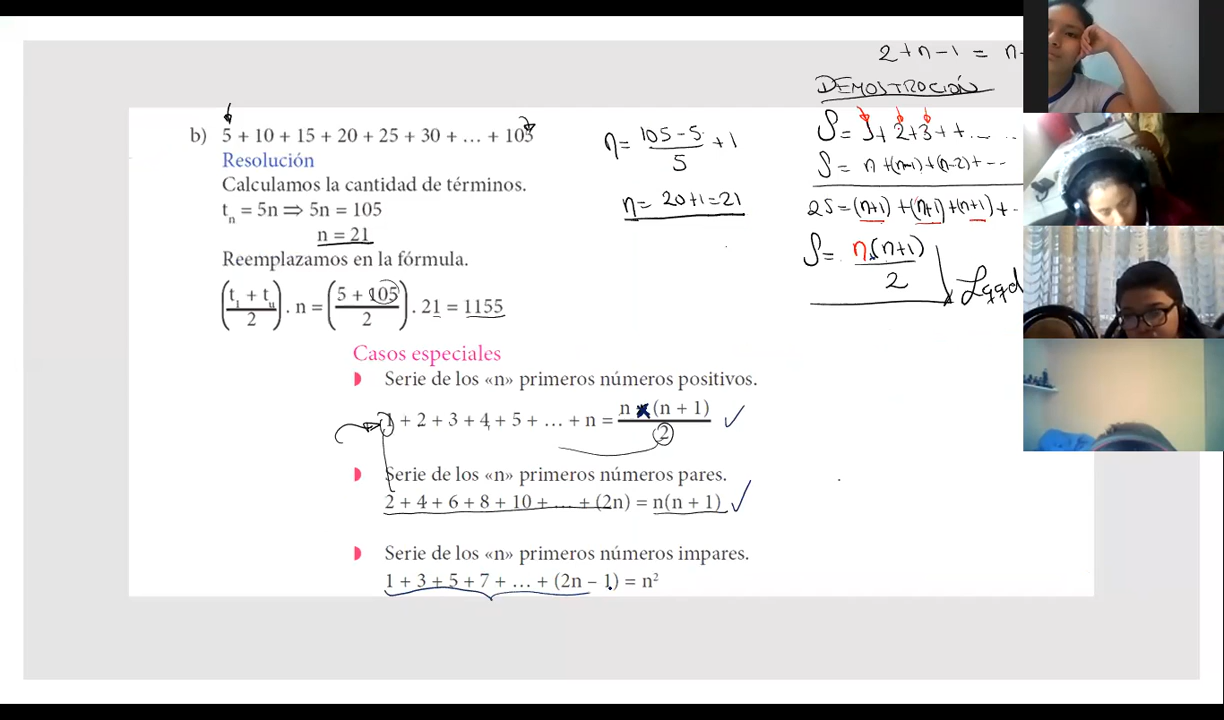 b) 5 + 10 + 15 + 20 + 25 + 30 + ... + 105
Resolución
Calculamos la cantidad de términos.
tn = 5n ⟹ 5n = 105
n = 21
Reemplazamos en la fórmula.
((t1 + tu)/2) . n = ((5 + 105)/2) . 21 = 1155
n = (105 - 5)/5 + 1
n = 20+1 = 21
2 + n - 1 = n
DEMOSTROCIÓN
S = 1 + 2 + 3 + + ... ...
S = n + (n-1) + (n-2) + ...
2S = (n+1) + (n+1) + (n+1) + ...
S = n.(n+1)/2
Lqqd
Casos especiales
Serie de los «n» primeros números positivos.
1 + 2 + 3 + 4 + 5 + ... + n = n x (n + 1)/2 ✓
Serie de los «n» primeros números pares.
2 + 4 + 6 + 8 + 10 + ... + (2n) = n(n + 1) ✓
Serie de los «n» primeros números impares.
1 + 3 + 5 + 7 + ... + (2n − 1) = n²